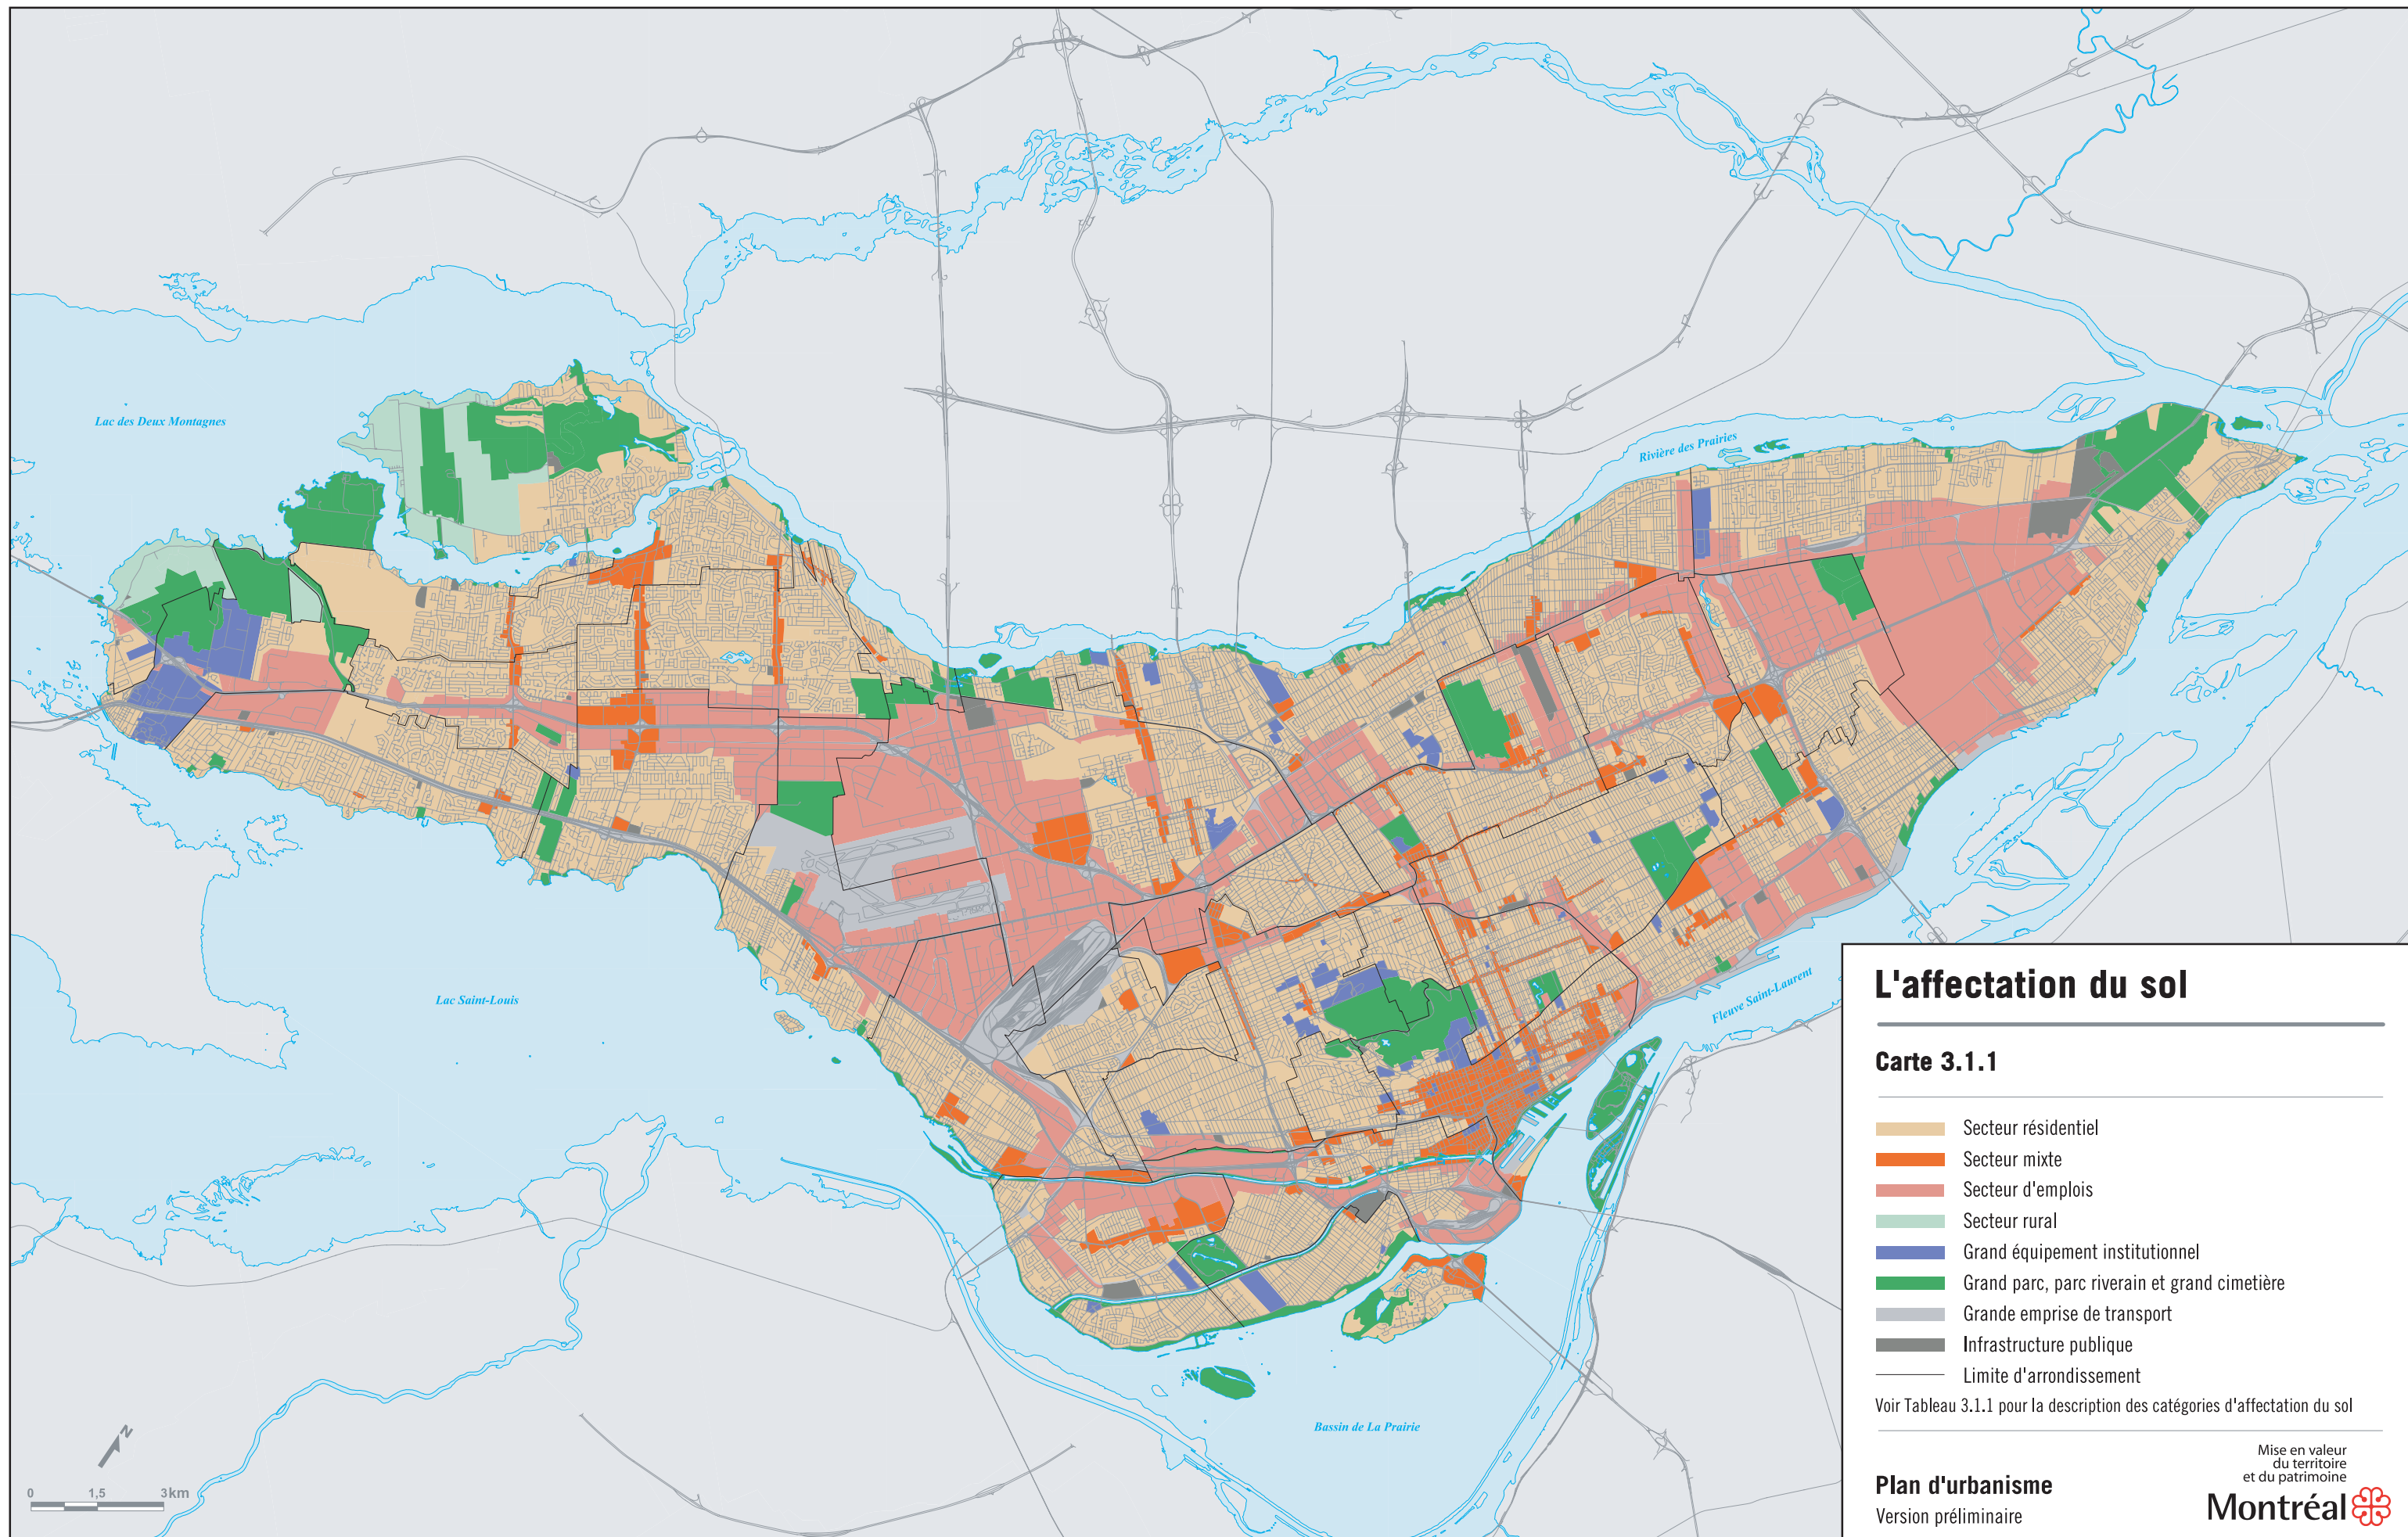 Lac des Deux Montagnes
Rivière des Prairies
Lac Saint-Louis
Fleuve Saint-Laurent
Bassin de La Prairie
N
0 1,5 3km
L'affectation du sol
Carte 3.1.1
Secteur résidentiel
Secteur mixte
Secteur d'emplois
Secteur rural
Grand équipement institutionnel
Grand parc, parc riverain et grand cimetière
Grande emprise de transport
Infrastructure publique
Limite d'arrondissement
Voir Tableau 3.1.1 pour la description des catégories d'affectation du sol
Plan d'urbanisme
Version préliminaire
Mise en valeur
du territoire
et du patrimoine
Montréal